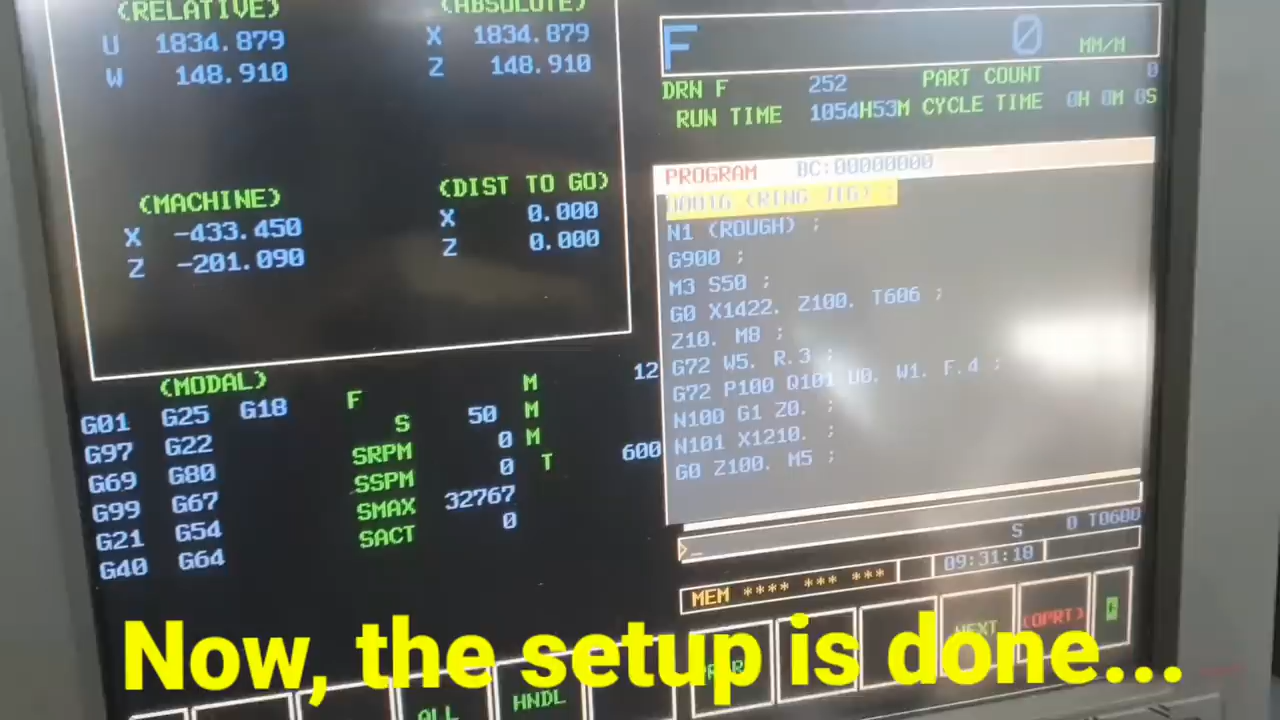 (RELATIVE)
U 1834.879
W 148.910
(ABSOLUTE)
X 1834.879
Z 148.910
(MACHINE)
X -433.450
Z -201.090
(DIST TO GO)
X 0.000
Z 0.000
(MODAL)
G01 G25 G18
G97 G22
G69 G80
G99 G67
G21 G54
G40 G64
F
S 50
SRPM 0
SSPM 0
SMAX 32767
SACT 0
M 12
M
M
T 600
F 0 MM/M
DRN F 252 PART COUNT 0
RUN TIME 1054H53M CYCLE TIME 0H 0M 0S
PROGRAM BC:00000000
(RING JIG) ;
N1 (ROUGH) ;
G900 ;
M3 S50 ;
G0 X1422. Z100. T606 ;
Z10. M8 ;
G72 W5. R.3 ;
G72 P100 Q101 U0. W1. F.4 ;
N100 G1 Z0. ;
N101 X1210. ;
G0 Z100. M5 ;
>_
S 0 T0600
09:31:18
MEM **** *** ***
ALL HNDL NEXT (OPRT)
Now, the setup is done...